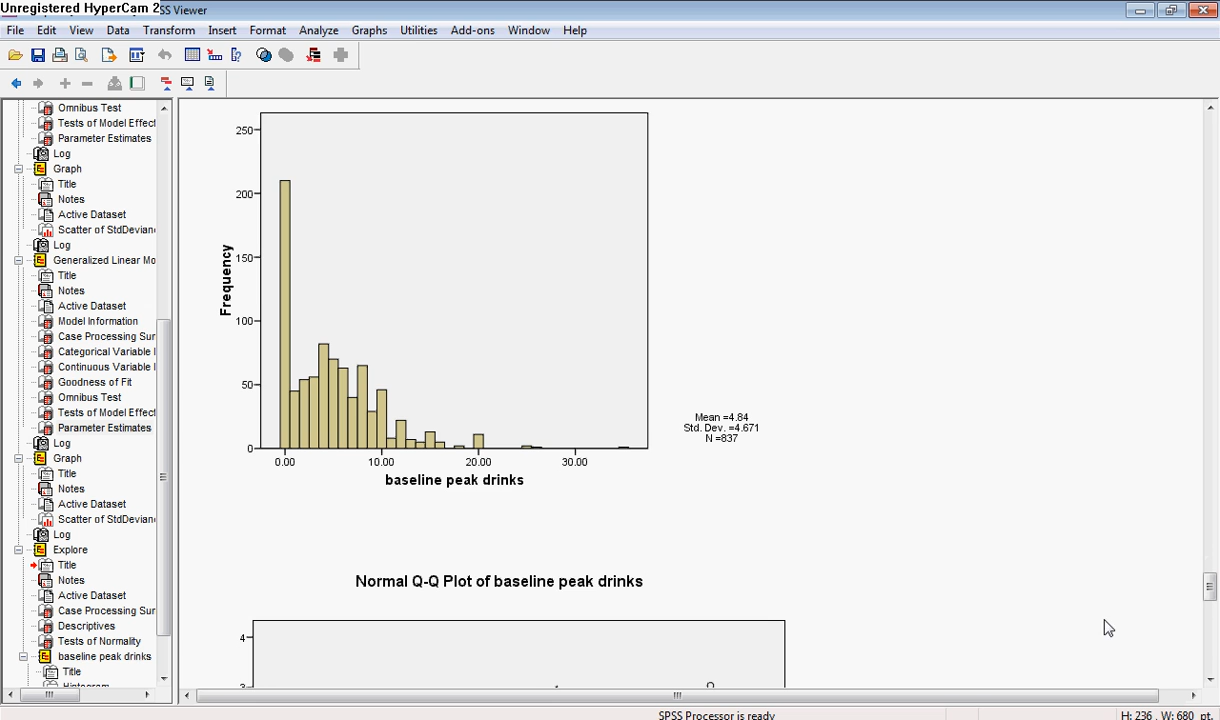 Unregistered HyperCam 2
SS Viewer
File Edit View Data Transform Insert Format Analyze Graphs Utilities Add-ons Window Help
Omnibus Test
Tests of Model Effect
Parameter Estimates
Log
Graph
Title
Notes
Active Dataset
Scatter of StdDevian
Log
Generalized Linear Mo
Title
Notes
Active Dataset
Model Information
Case Processing Sur
Categorical Variable I
Continuous Variable I
Goodness of Fit
Omnibus Test
Tests of Model Effect
Parameter Estimates
Log
Graph
Title
Notes
Active Dataset
Scatter of StdDevian
Log
Explore
Title
Notes
Active Dataset
Case Processing Sur
Descriptives
Tests of Normality
baseline peak drinks
Title
Frequency
250
200
150
100
50
0
0.00 10.00 20.00 30.00
baseline peak drinks
Mean =4.84
Std. Dev. =4.671
N =837
Normal Q-Q Plot of baseline peak drinks
4
3
SPSS Processor is ready
H: 236 , W: 680 pt.